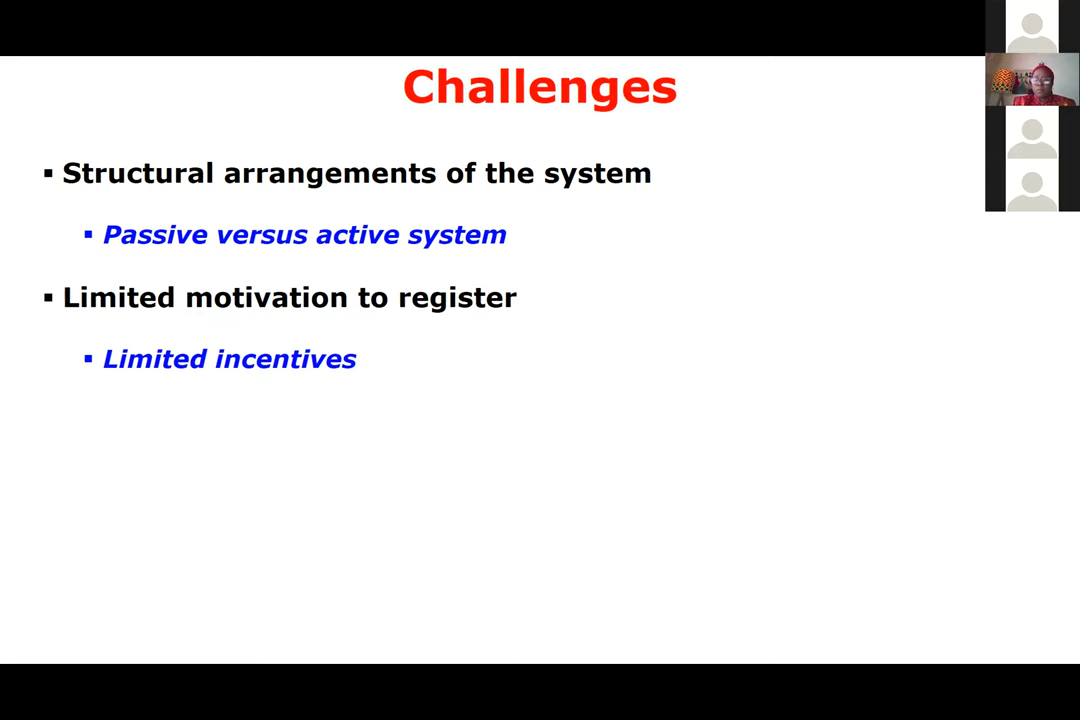 Challenges
▪ Structural arrangements of the system
▪ Passive versus active system
▪ Limited motivation to register
▪ Limited incentives